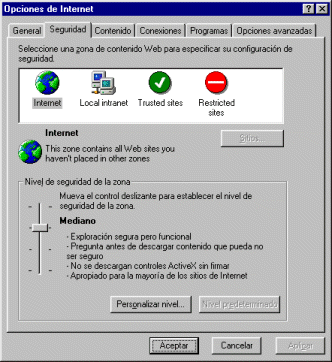 Opciones de Internet
General
Seguridad
Contenido
Conexiones
Programas
Opciones avanzadas
Seleccione una zona de contenido Web para especificar su configuración de
seguridad.
Internet
Local intranet
Trusted sites
Restricted
sites
Internet
This zone contains all Web sites you
haven't placed in other zones
Sitios...
Nivel de seguridad de la zona
Mueva el control deslizante para establecer el nivel de
seguridad de la zona.
Mediano
- Exploración segura pero funcional
- Pregunta antes de descargar contenido que pueda no
ser seguro
- No se descargan controles ActiveX sin firmar
- Apropiado para la mayoría de los sitios de Internet
Personalizar nivel...
Nivel predeterminado
Aceptar
Cancelar
Aplicar